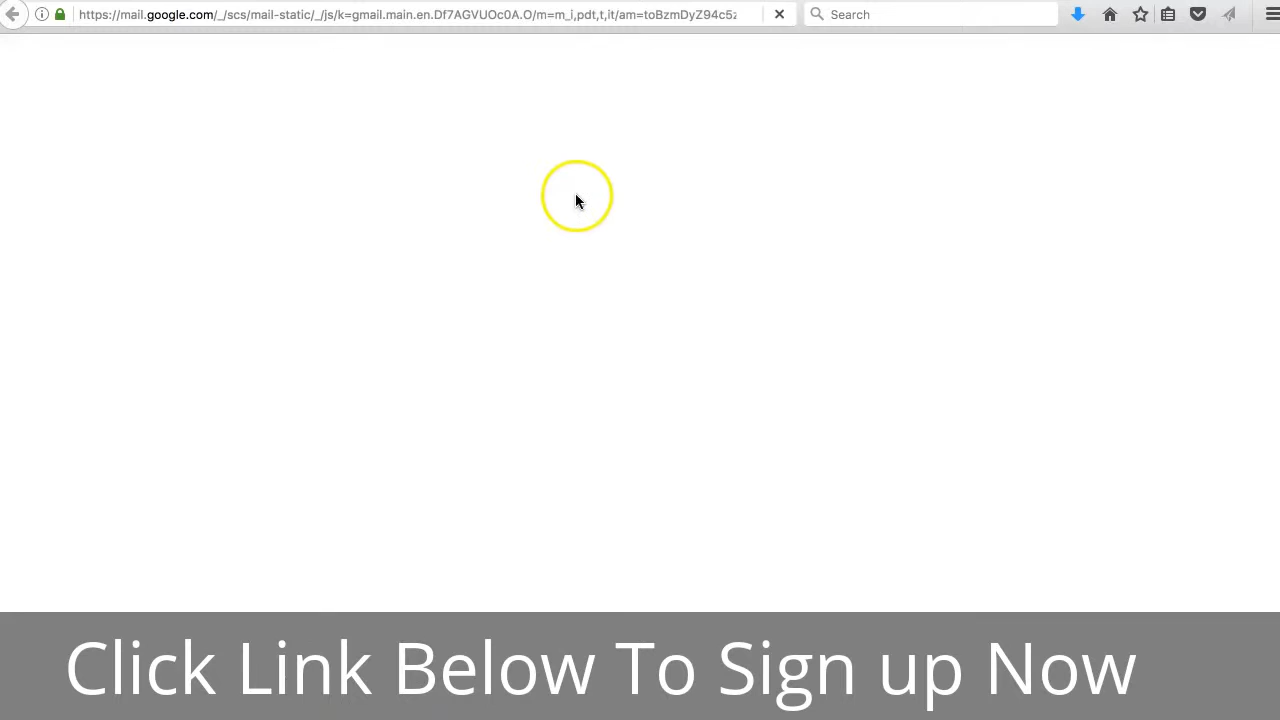 https://mail.google.com/_/scs/mail-static/_/js/k=gmail.main.en.Df7AGVUOc0A.O/m=m_i,pdt,t,it/am=toBzmDyZ94c5z
Search
Click Link Below To Sign up Now